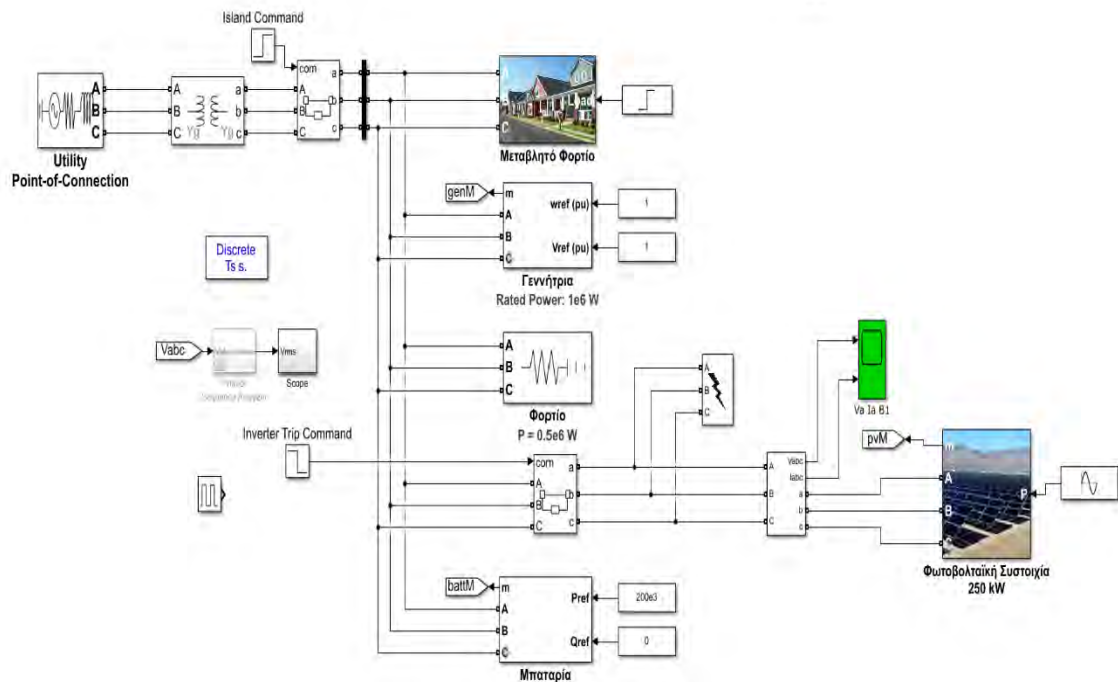 Island Command
com
A
B
C
a
b
c
A
B
C
A
B
C
Yg
Yg
a
b
c
A
B
C
Utility
Point-of-Connection
Μεταβλητό Φορτίο
genM
m
A
B
C
wref (pu)
Vref (pu)
1
1
Γεννήτρια
Rated Power: 1e6 W
Discrete
Ts s.
Vabc
Vrms
Scope
A
B
C
Φορτίο
P = 0.5e6 W
A
B
C
Va Ia B1
Inverter Trip Command
com
A
B
C
a
b
c
A
B
C
Vabc
Iabc
a
b
c
pvM
m
A
B
C
P
Φωτοβολταϊκή Συστοιχία
250 kW
battM
m
A
B
C
Pref
Qref
200e3
0
Μπαταρία